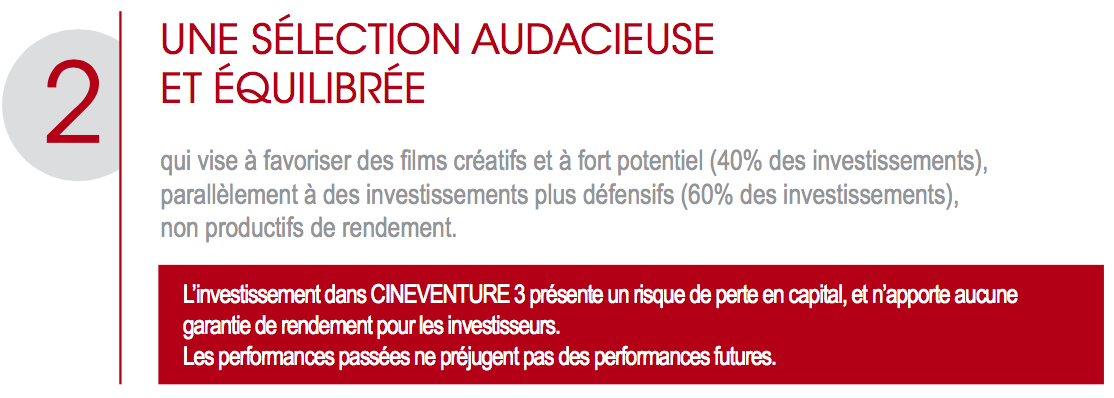 2
UNE SÉLECTION AUDACIEUSE
ET ÉQUILIBRÉE
qui vise à favoriser des films créatifs et à fort potentiel (40% des investissements),
parallèlement à des investissements plus défensifs (60% des investissements),
non productifs de rendement.
L’investissement dans CINEVENTURE 3 présente un risque de perte en capital, et n’apporte aucune
garantie de rendement pour les investisseurs.
Les performances passées ne préjugent pas des performances futures.